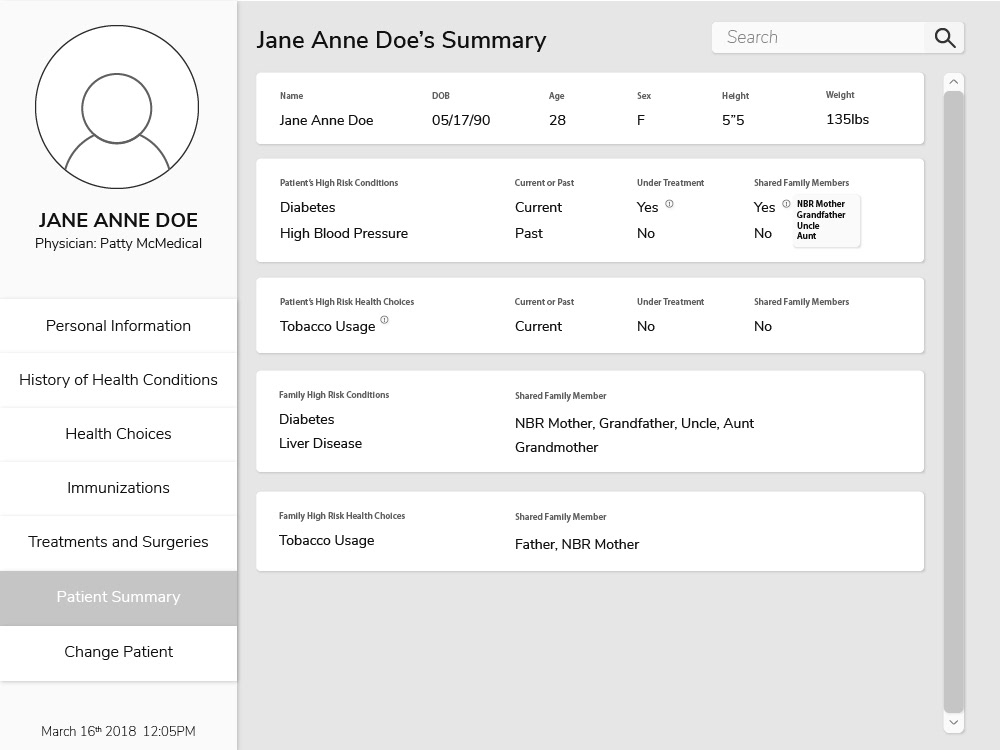 JANE ANNE DOE
Physician: Patty McMedical
Personal Information
History of Health Conditions
Health Choices
Immunizations
Treatments and Surgeries
Patient Summary
Change Patient
March 16th 2018 12:05PM
Jane Anne Doe’s Summary
Search
Name DOB Age Sex Height Weight
Jane Anne Doe 05/17/90 28 F 5”5 135lbs
Patient’s High Risk Conditions Current or Past Under Treatment Shared Family Members
Diabetes Current Yes Yes
High Blood Pressure Past No No
NBR Mother
Grandfather
Uncle
Aunt
Patient’s High Risk Health Choices Current or Past Under Treatment Shared Family Members
Tobacco Usage Current No No
Family High Risk Conditions Shared Family Member
Diabetes NBR Mother, Grandfather, Uncle, Aunt
Liver Disease Grandmother
Family High Risk Health Choices Shared Family Member
Tobacco Usage Father, NBR Mother